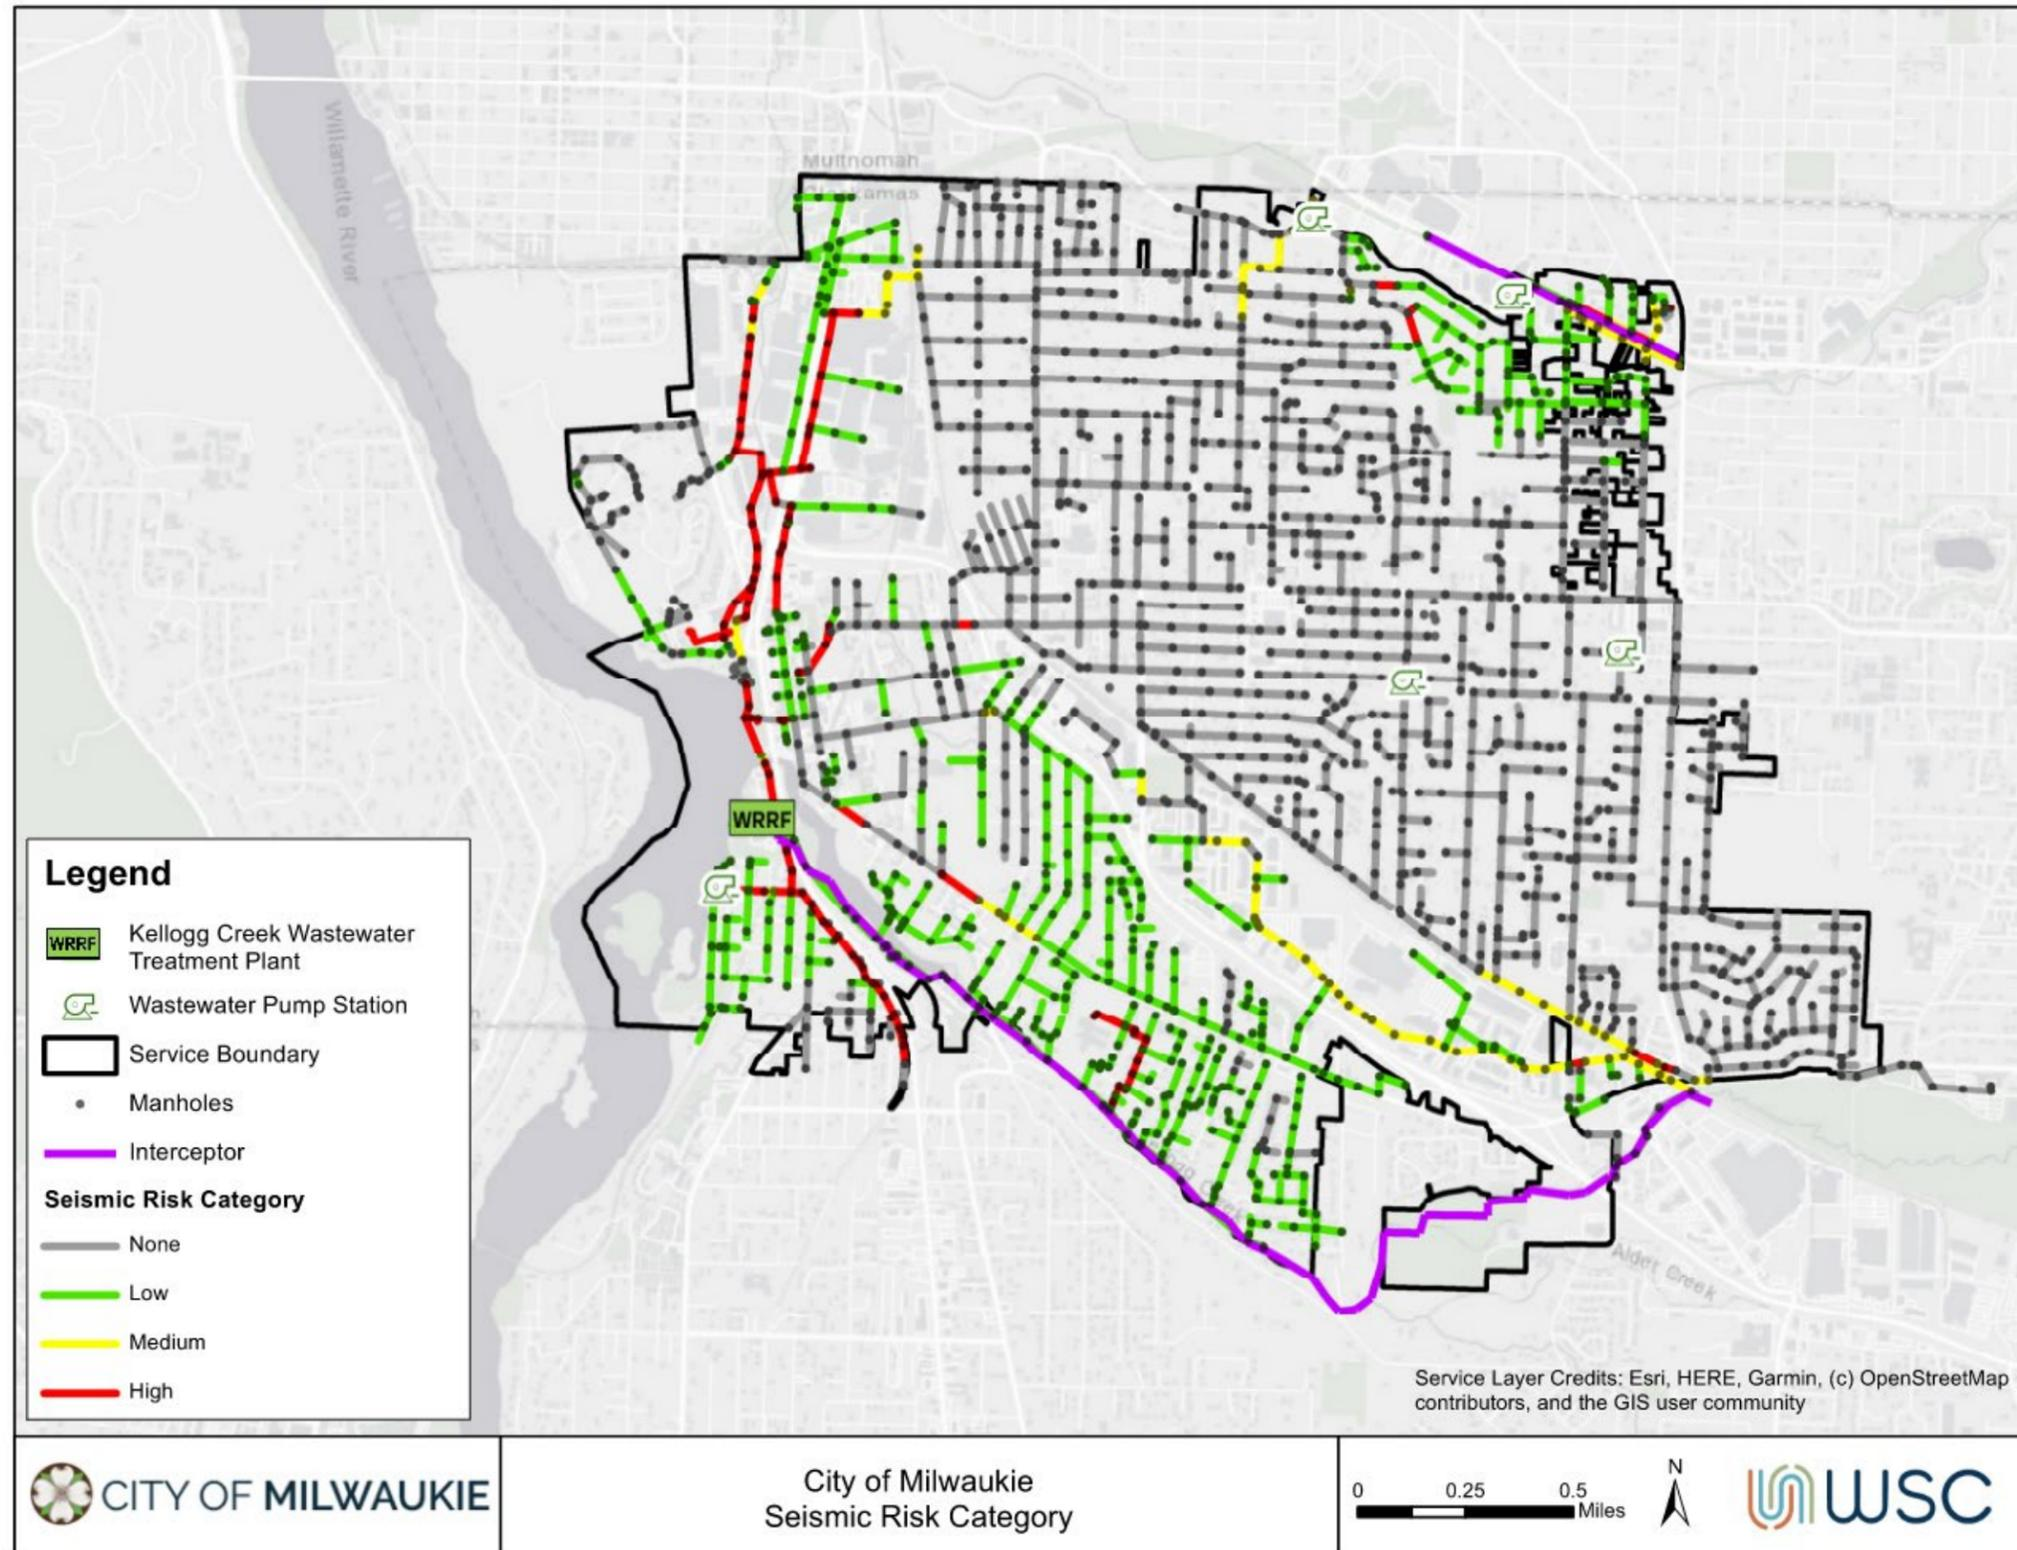 Multnomah
Clackamas
Willamette River
WRRF
Legend
WRRF
Kellogg Creek Wastewater
Treatment Plant
Wastewater Pump Station
Service Boundary
Manholes
Interceptor
Seismic Risk Category
None
Low
Medium
High
Creek
Alder Creek
Service Layer Credits: Esri, HERE, Garmin, (c) OpenStreetMap
contributors, and the GIS user community
CITY OF MILWAUKIE
City of Milwaukie
Seismic Risk Category
0 0.25 0.5
Miles
N
WSC